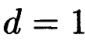 d = 1